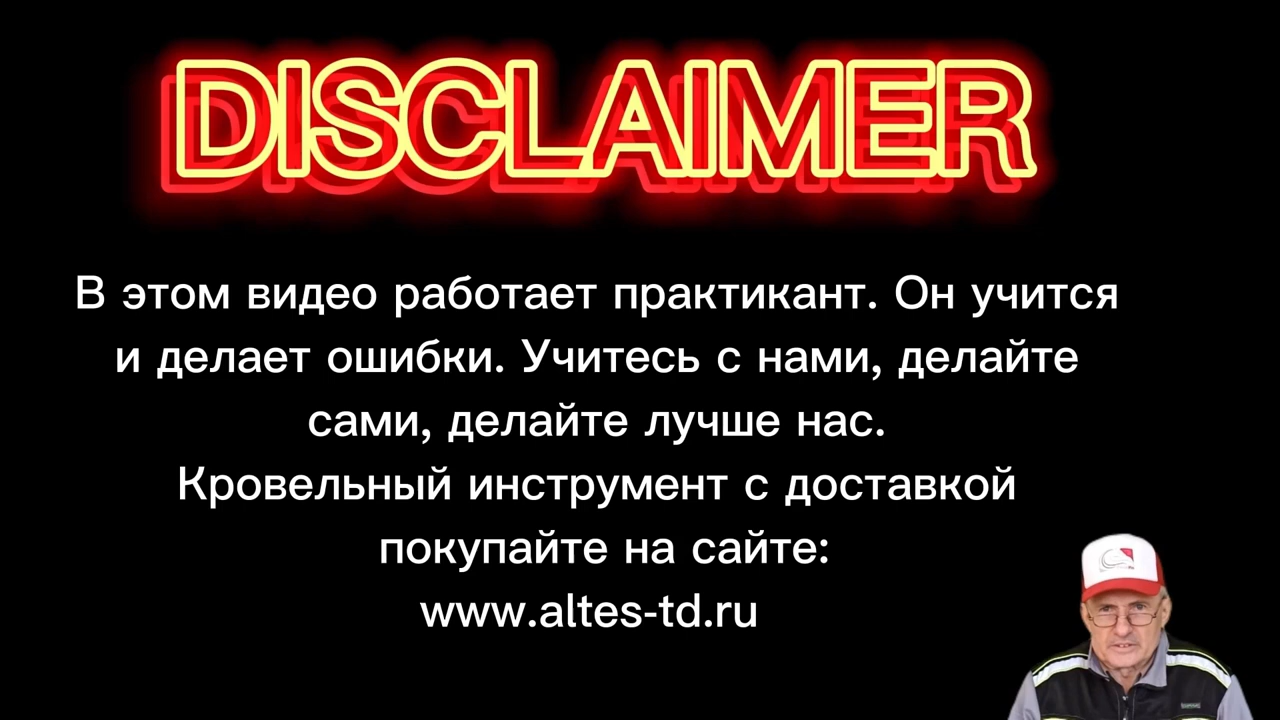 DISCLAIMER
В этом видео работает практикант. Он учится
и делает ошибки. Учитесь с нами, делайте
сами, делайте лучше нас.
Кровельный инструмент с доставкой
покупайте на сайте:
www.altes-td.ru